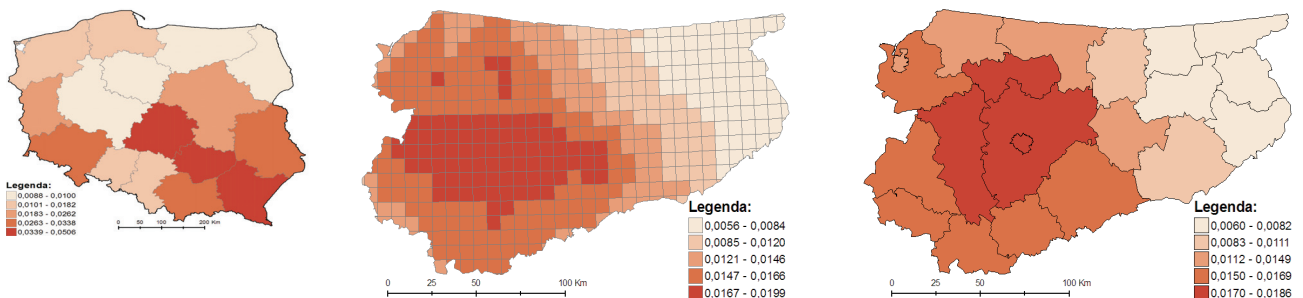 Legenda:
0,0088 - 0,0100
0,0101 - 0,0182
0,0183 - 0,0262
0,0263 - 0,0338
0,0339 - 0,0506
0 50 100 200 Km
Legenda:
0,0056 - 0,0084
0,0085 - 0,0120
0,0121 - 0,0146
0,0147 - 0,0166
0,0167 - 0,0199
0 25 50 100 Km
Legenda:
0,0060 - 0,0082
0,0083 - 0,0111
0,0112 - 0,0149
0,0150 - 0,0169
0,0170 - 0,0186
0 25 50 100 Km